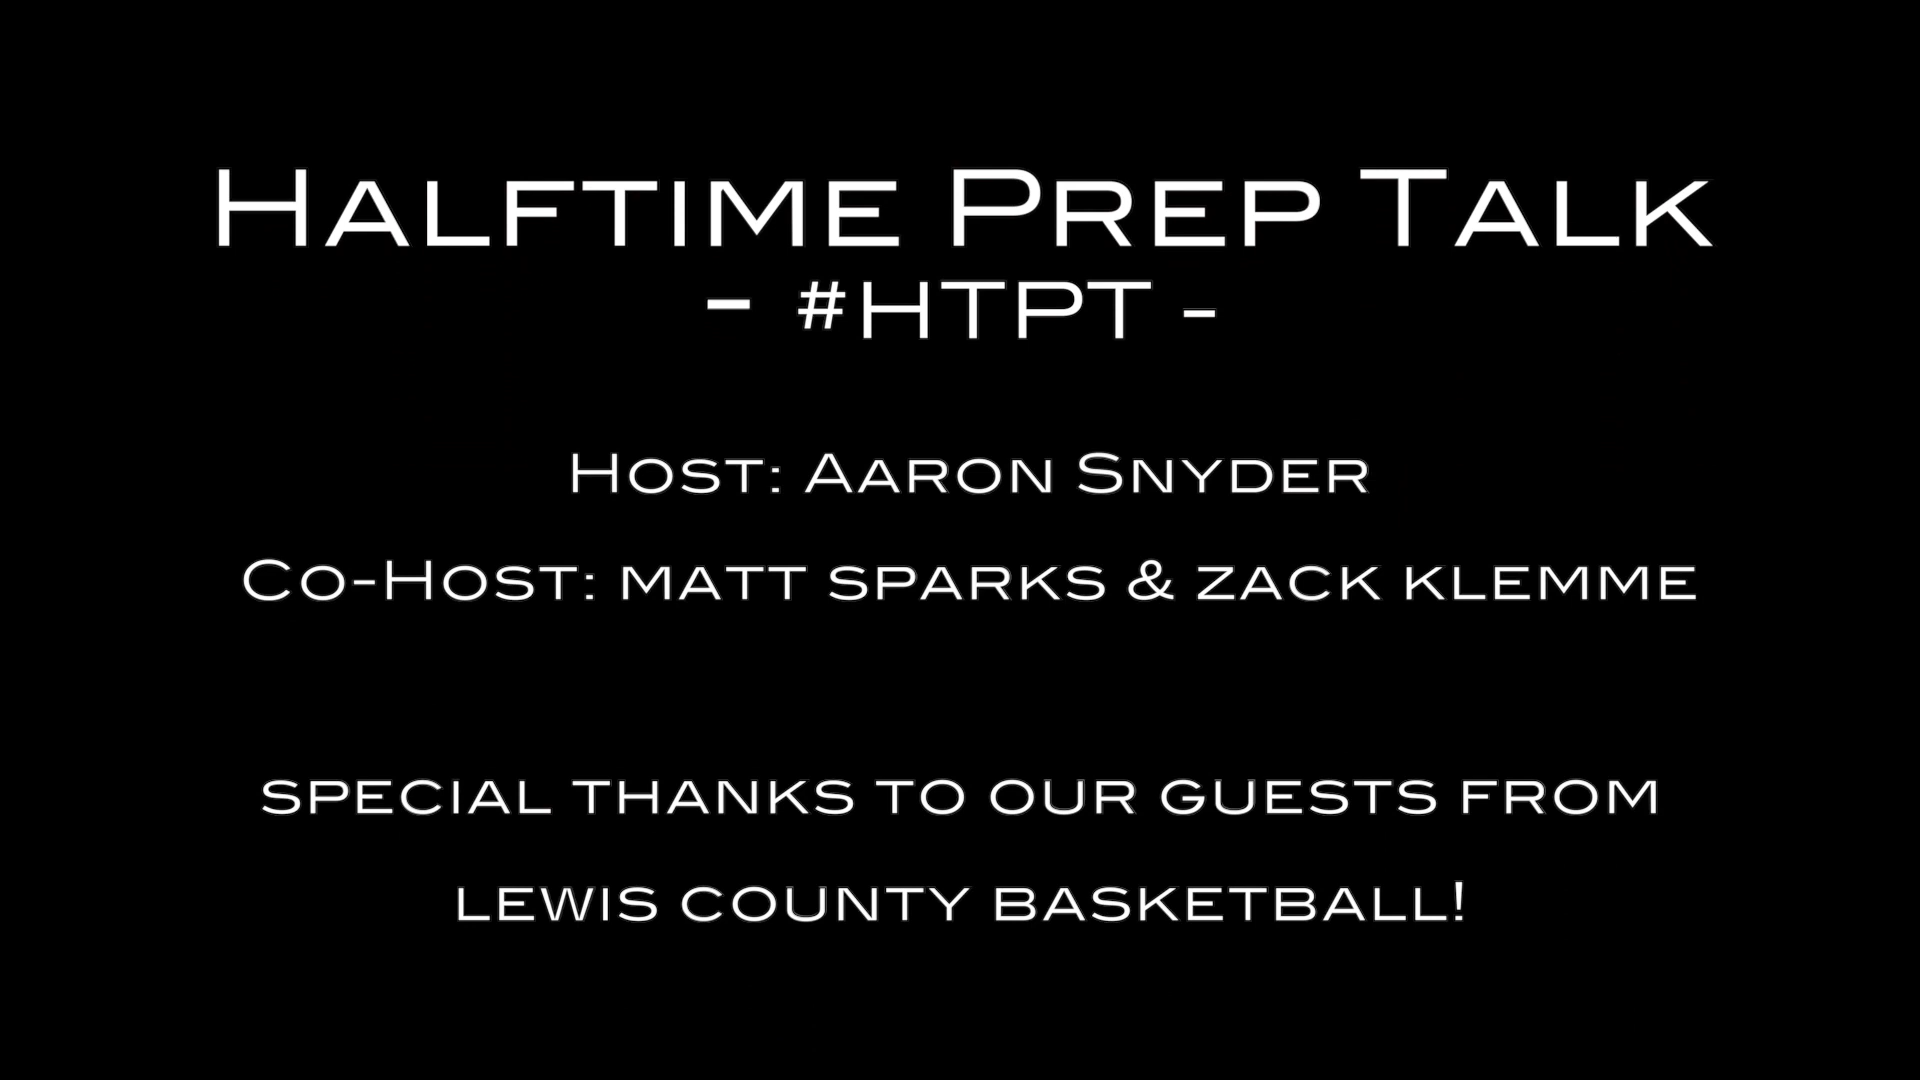 Halftime Prep Talk
- #HTPT -
Host: Aaron Snyder
Co-Host: matt sparks & zack klemme
special thanks to our guests from
lewis county basketball!